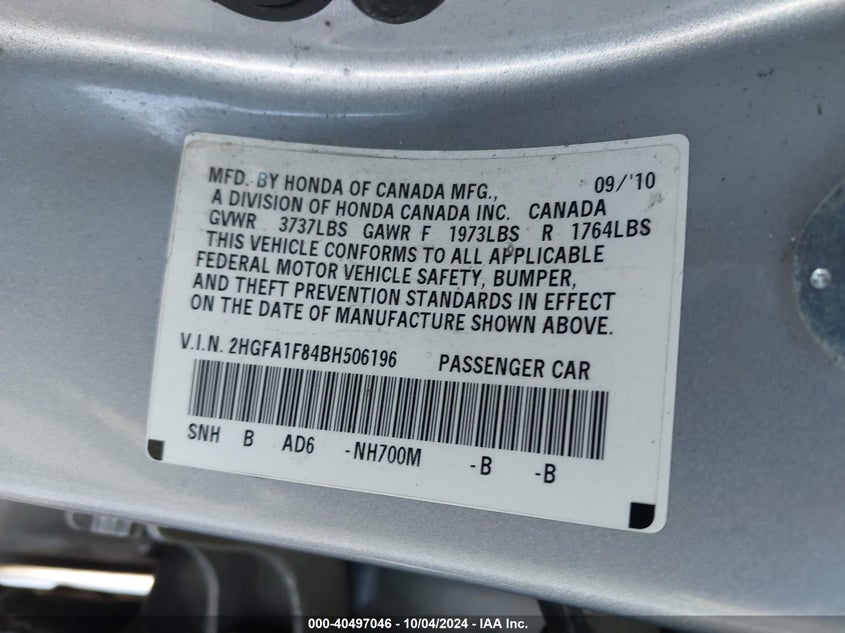 MFD. BY HONDA OF CANADA MFG., 09/'10
A DIVISION OF HONDA CANADA INC. CANADA
GVWR 3737LBS GAWR F 1973LBS R 1764LBS
THIS VEHICLE CONFORMS TO ALL APPLICABLE
FEDERAL MOTOR VEHICLE SAFETY, BUMPER,
AND THEFT PREVENTION STANDARDS IN EFFECT
ON THE DATE OF MANUFACTURE SHOWN ABOVE.
V.I.N. 2HGFA1F84BH506196 PASSENGER CAR
SNH B AD6 -NH700M -B -B
000-40497046 - 10/04/2024 - IAA Inc.